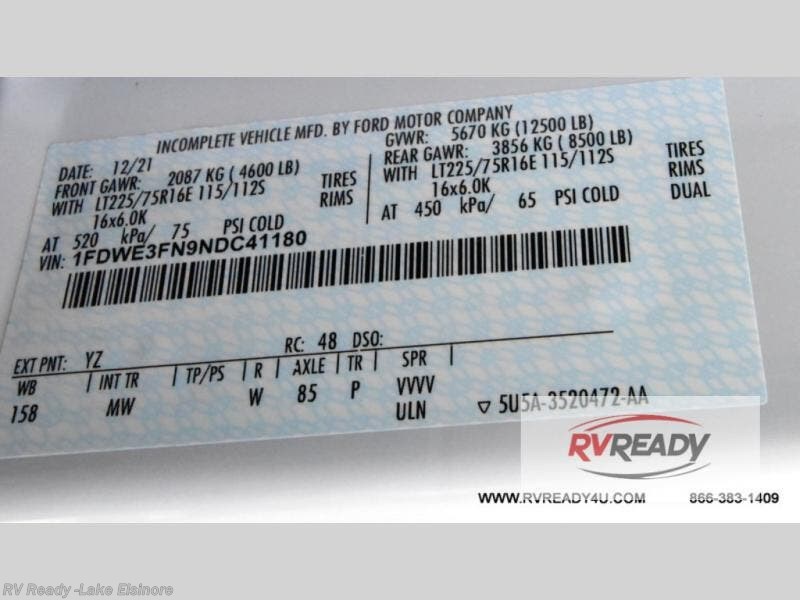 INCOMPLETE VEHICLE MFD. BY FORD MOTOR COMPANY
DATE: 12/21
FRONT GAWR: 2087 KG ( 4600 LB)
WITH LT225/75R16E 115/112S TIRES
16x6.0K RIMS
AT 520 kPa/ 75 PSI COLD
GVWR: 5670 KG (12500 LB)
REAR GAWR: 3856 KG ( 8500 LB)
WITH LT225/75R16E 115/112S TIRES
16x6.0K RIMS
AT 450 kPa/ 65 PSI COLD DUAL
VIN: 1FDWE3FN9NDC41180
EXT PNT: YZ RC: 48 DSO:
WB INT TR TP/PS R AXLE TR SPR
158 MW W 85 P VVVV
ULN ▽ 5U5A-3520472-AA
RVREADY
WWW.RVREADY4U.COM 866-383-1409
RV Ready -Lake Elsinore